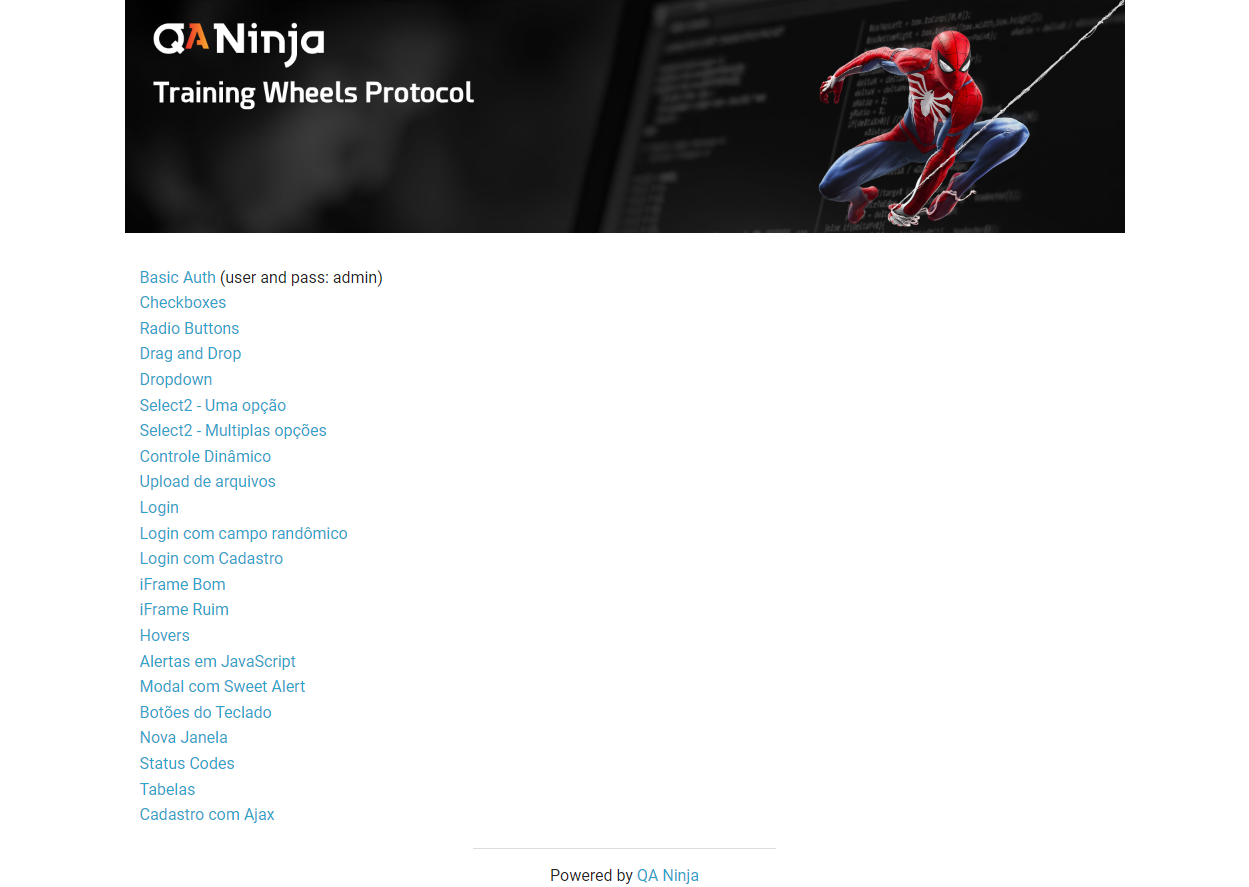 QANinja
Training Wheels Protocol
Basic Auth (user and pass: admin)
Checkboxes
Radio Buttons
Drag and Drop
Dropdown
Select2 - Uma opção
Select2 - Multiplas opções
Controle Dinâmico
Upload de arquivos
Login
Login com campo randômico
Login com Cadastro
iFrame Bom
iFrame Ruim
Hovers
Alertas em JavaScript
Modal com Sweet Alert
Botões do Teclado
Nova Janela
Status Codes
Tabelas
Cadastro com Ajax
Powered by QA Ninja